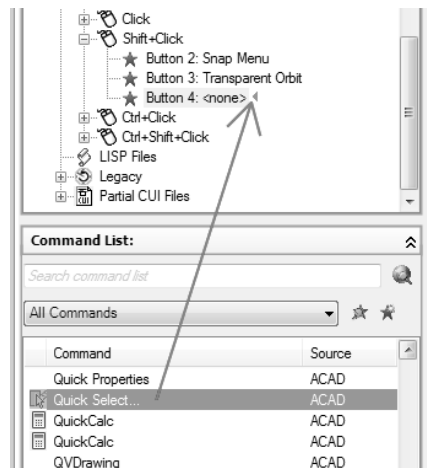 Click
Shift+Click
Button 2: Snap Menu
Button 3: Transparent Orbit
Button 4: <none>
Ctrl+Click
Ctrl+Shift+Click
LISP Files
Legacy
Partial CUI Files
Command List:
Search command list
All Commands
Command Source
Quick Properties ACAD
Quick Select... ACAD
QuickCalc ACAD
QuickCalc ACAD
QVDrawing ACAD